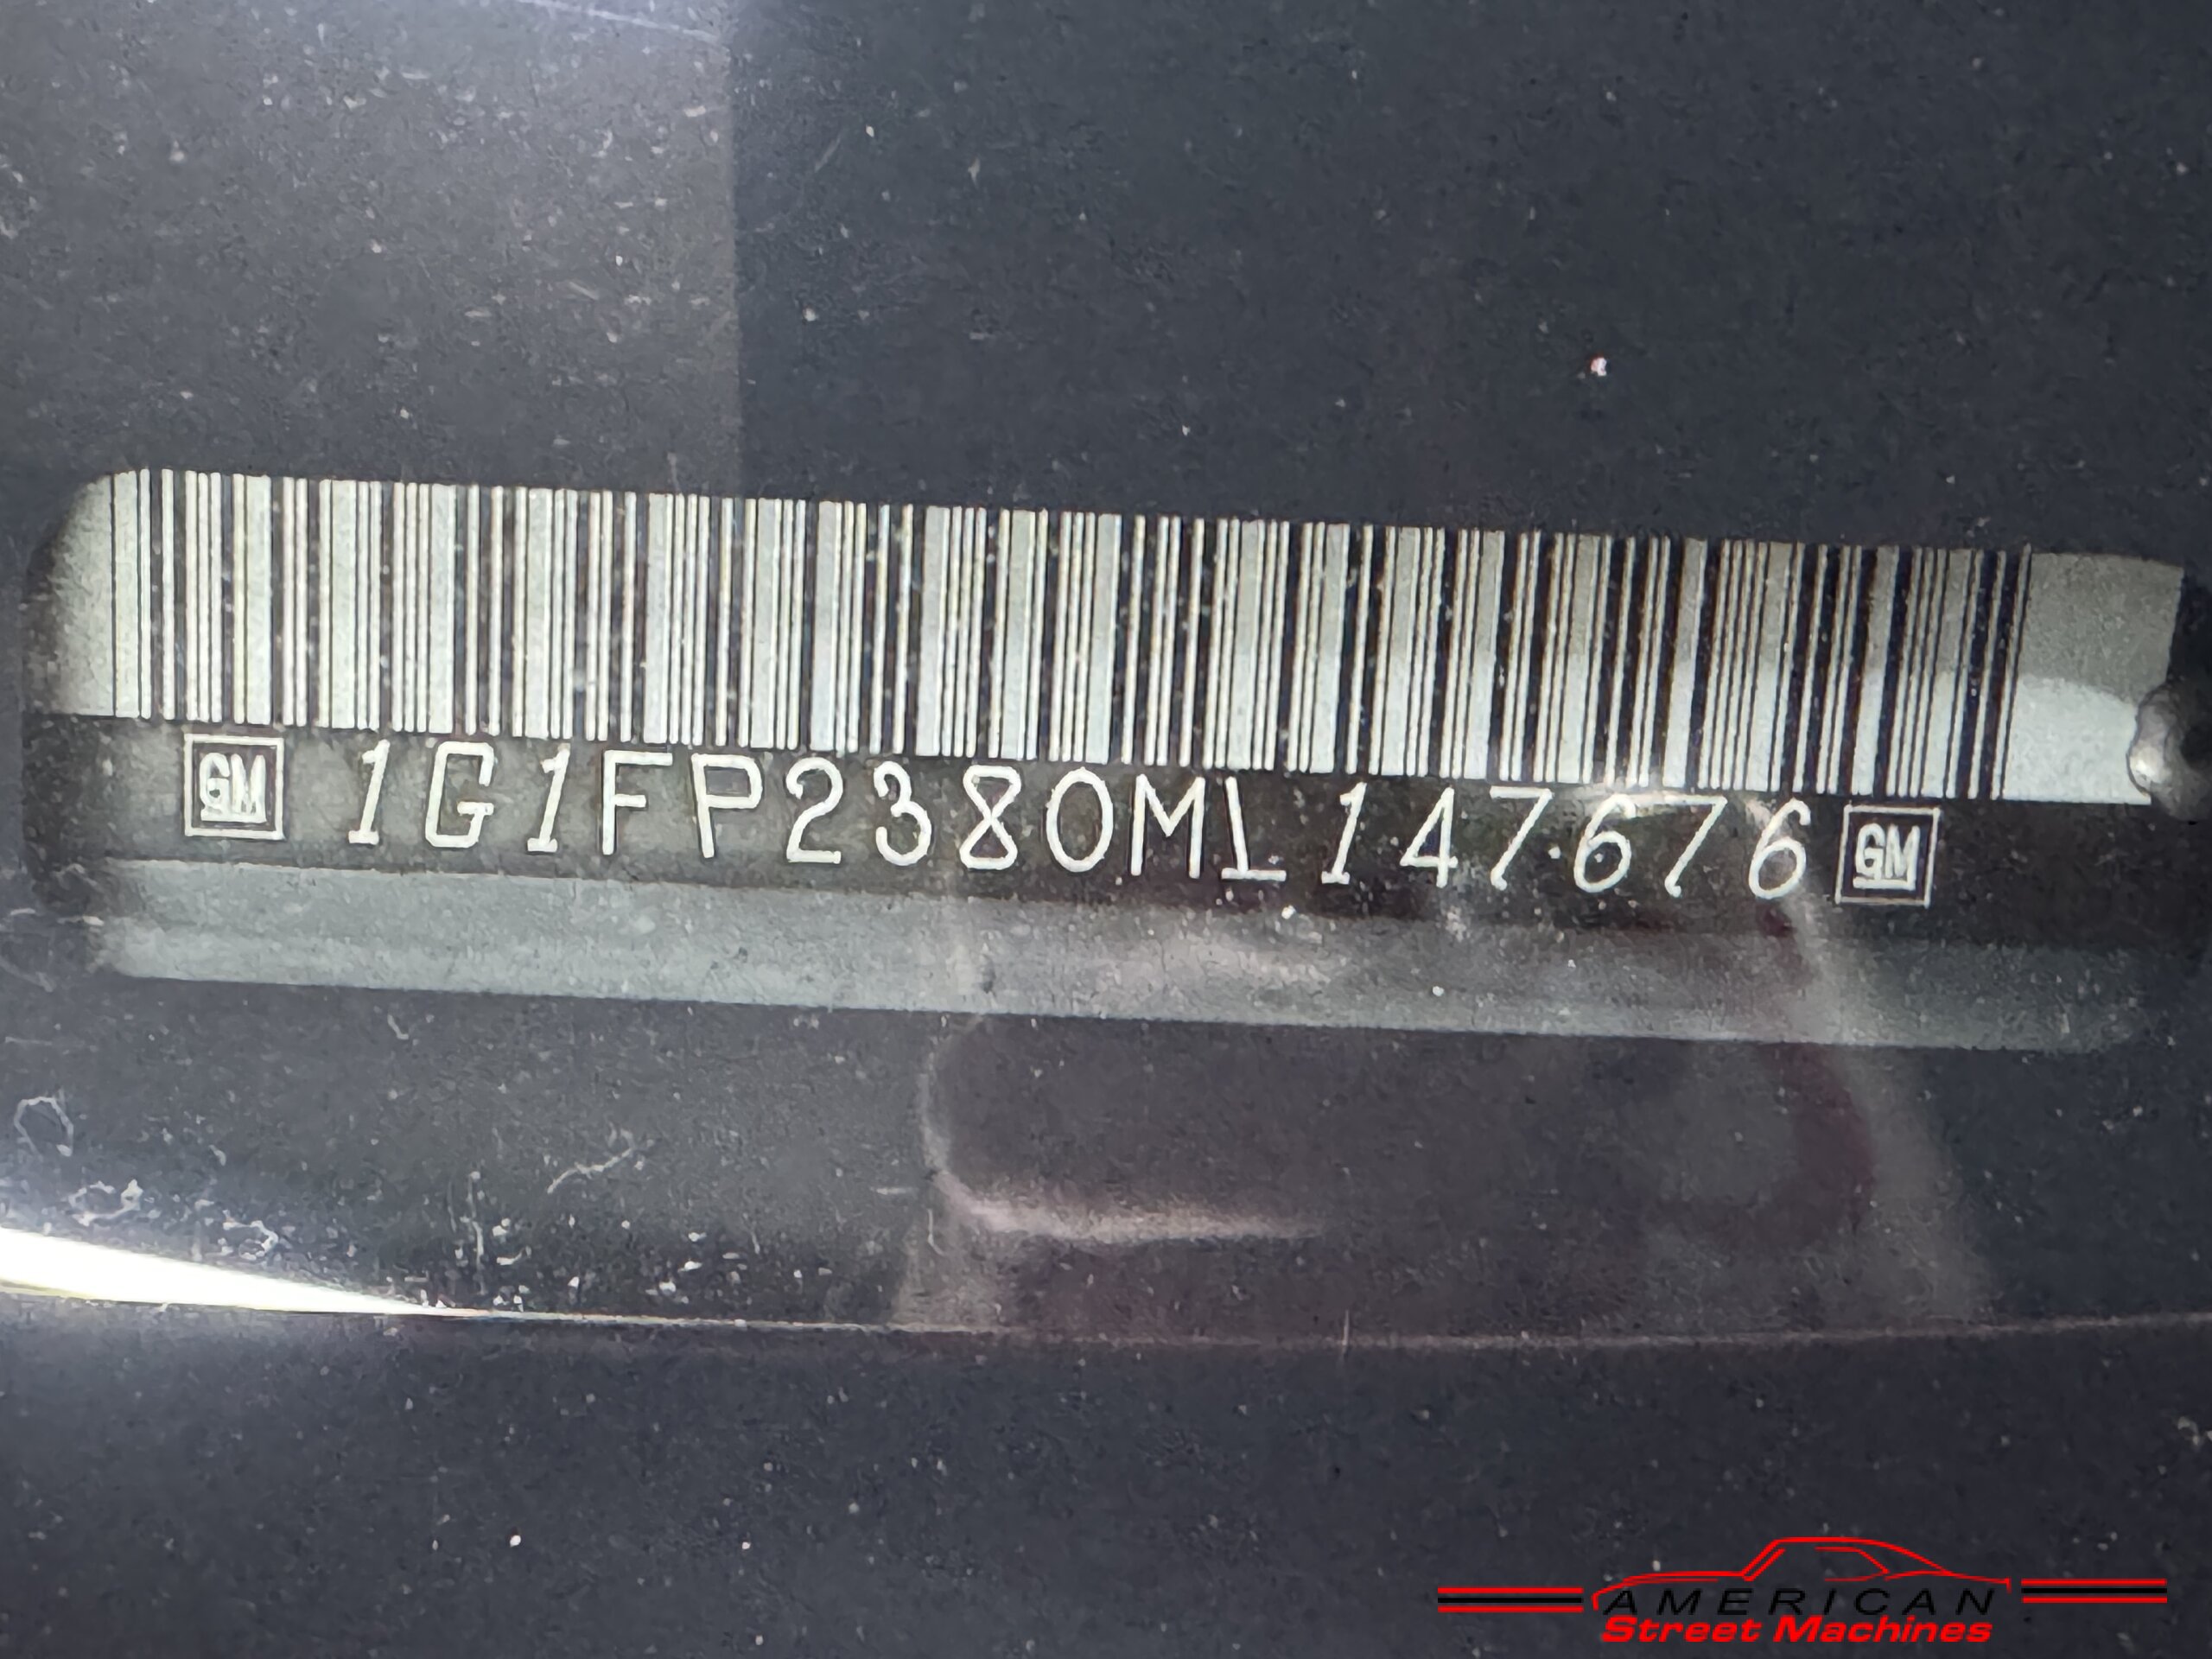 GM 1G1FP2380ML147676 GM
AMERICAN
Street Machines